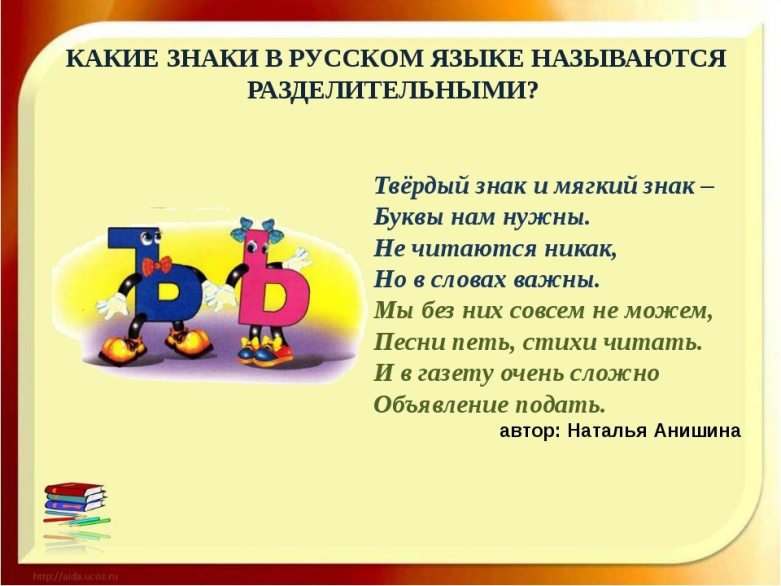 КАКИЕ ЗНАКИ В РУССКОМ ЯЗЫКЕ НАЗЫВАЮТСЯ
РАЗДЕЛИТЕЛЬНЫМИ?
Твёрдый знак и мягкий знак –
Буквы нам нужны.
Не читаются никак,
Но в словах важны.
Мы без них совсем не можем,
Песни петь, стихи читать.
И в газету очень сложно
Объявление подать.
автор: Наталья Анишина
Ъ Ь
http://aida.ucoz.ru